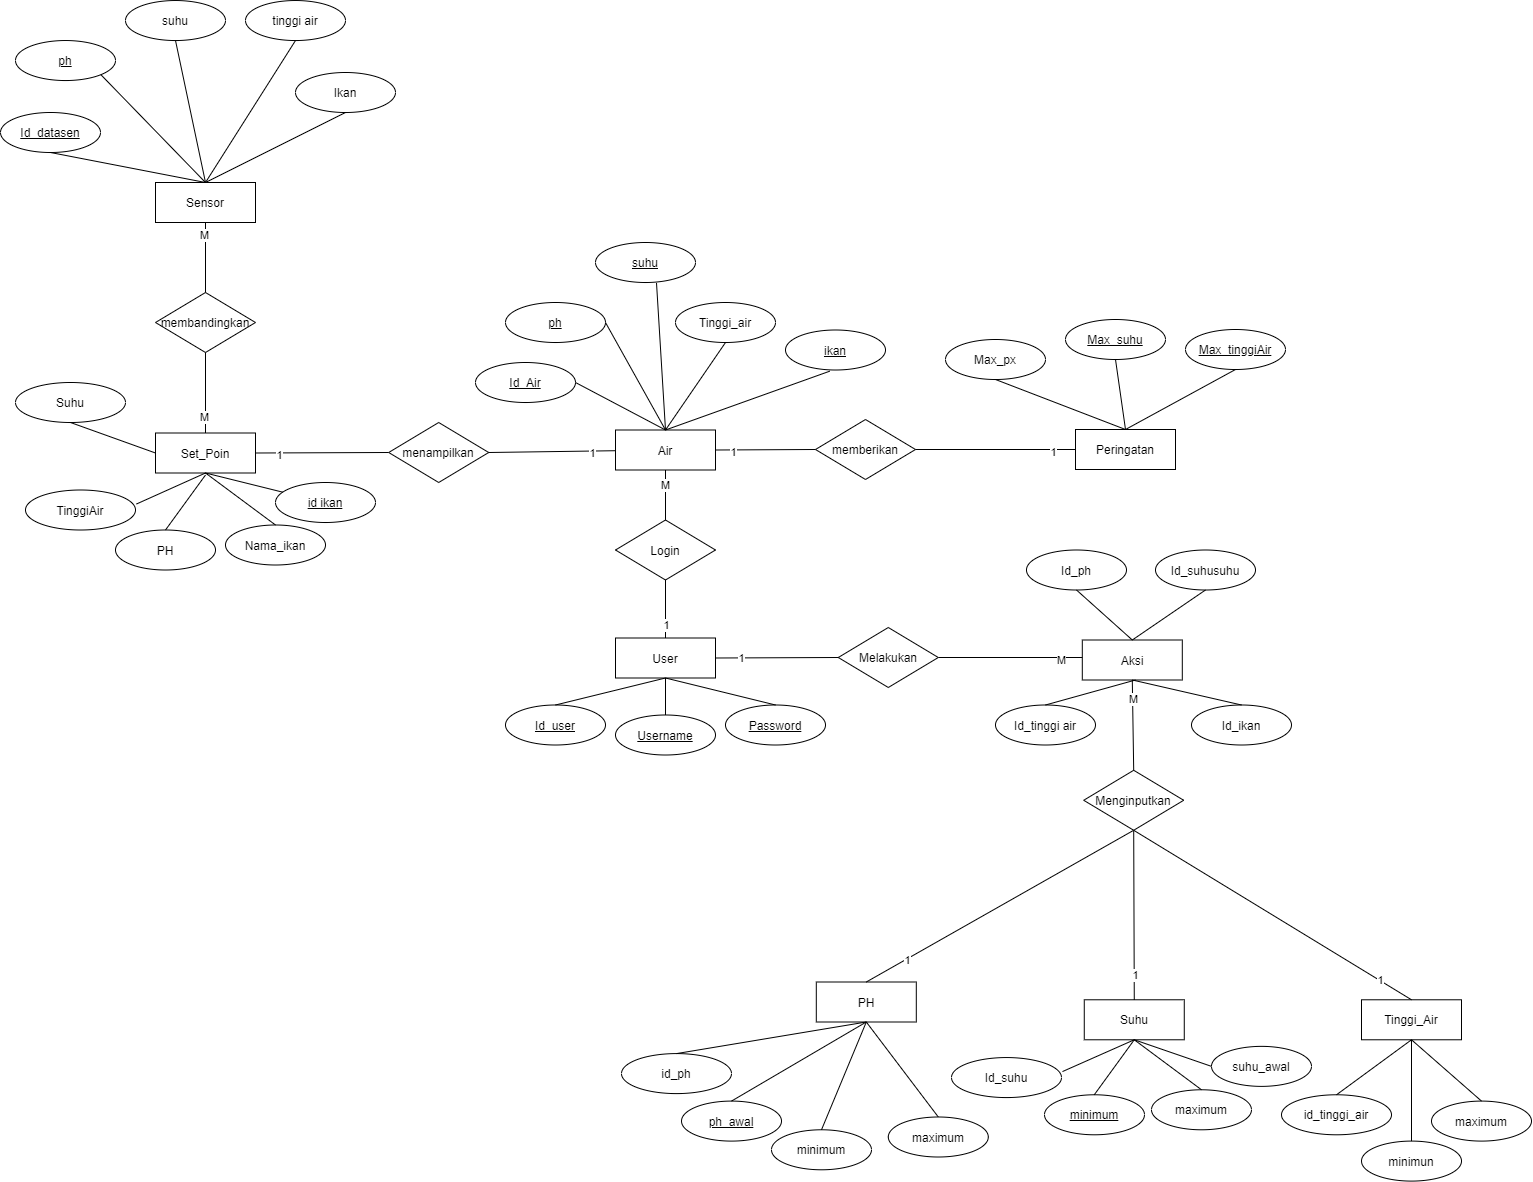 suhu
tinggi air
ph
Ikan
Id_datasen
Sensor
M
membandingkan
M
Suhu
Set_Poin
1
menampilkan
1
TinggiAir
id ikan
PH
Nama_ikan
suhu
ph
Tinggi_air
ikan
Id_Air
Air
1
memberikan
1
Max_px
Max_suhu
Max_tinggiAir
Peringatan
M
Login
1
User
1
Melakukan
M
Id_user
Username
Password
Id_ph
Id_suhusuhu
Aksi
M
Id_tinggi air
Id_ikan
Menginputkan
1
1
1
PH
Suhu
Tinggi_Air
id_ph
ph_awal
minimum
maximum
Id_suhu
suhu_awal
minimum
maximum
id_tinggi_air
maximum
minimun